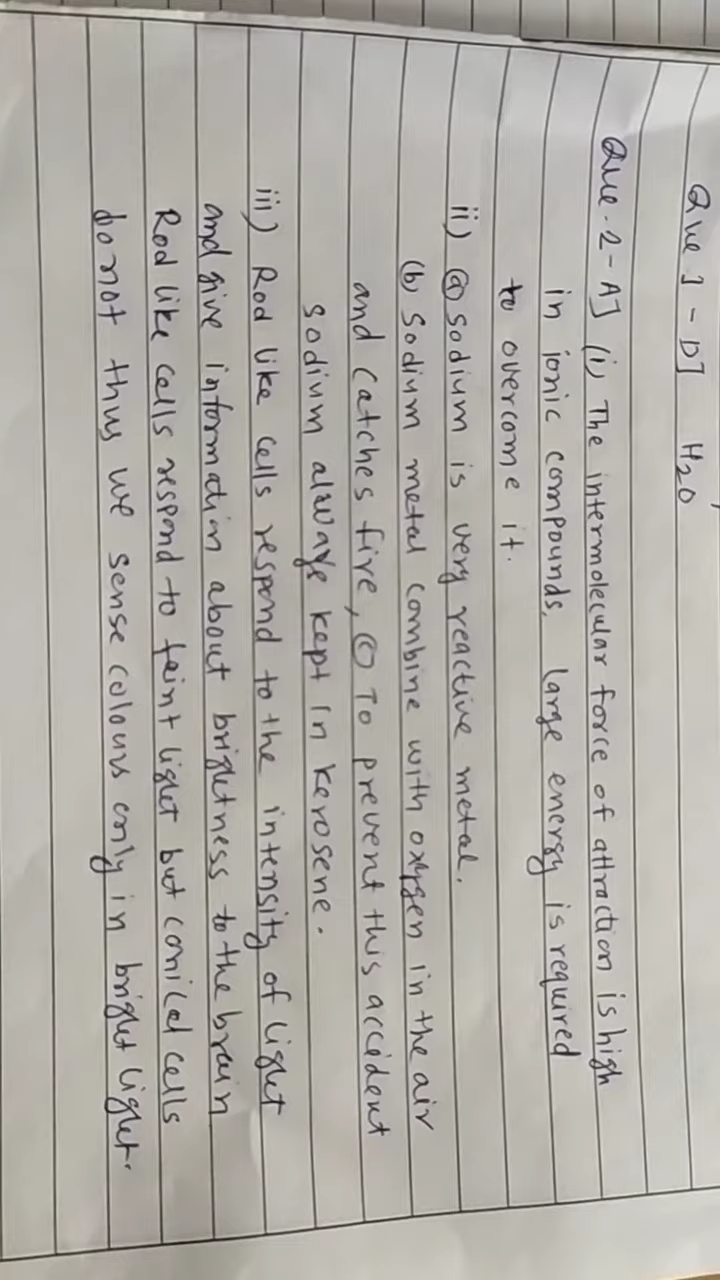 Que 1 - D] H2O
Que. 2 - A] (i) The intermolecular force of attraction is high
in ionic compounds, large energy is required
to overcome it.
ii) (a) sodium is very reactive metal.
(b) Sodium metal combine with oxygen in the air
and catches fire, (c) To prevent this accident
sodium always kept in kerosene.
iii) Rod like cells respond to the intensity of light
and give information about brightness to the brain
Rod like cells respond to faint light but conical cells
do not thus we sense colours only in bright light.